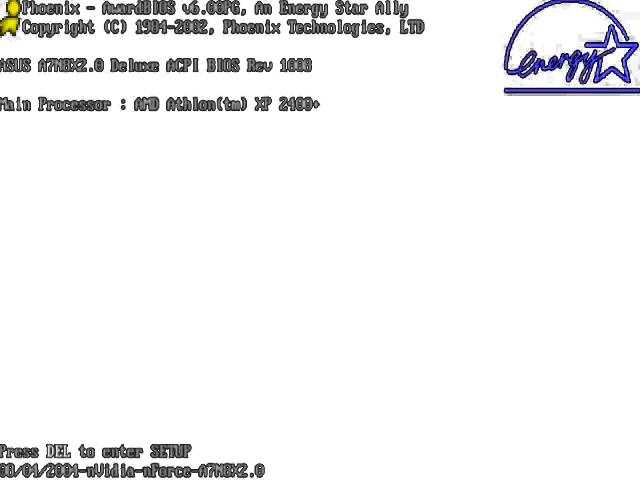 Phoenix - AwardBIOS v6.00PG, An Energy Star Ally
Copyright (C) 1984-2002, Phoenix Technologies, LTD
energy
ASUS A7N8X2.0 Deluxe ACPI BIOS Rev 1008
Main Processor : AMD Athlon(tm) XP 2400+
Press DEL to enter SETUP
08/04/2004-nVidia-nForce-A7N8X2.0